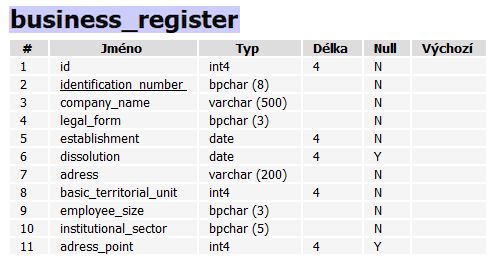 business_register
# Jméno Typ Délka Null Výchozí
1 id int4 4 N
2 identification_number bpchar (8) N
3 company_name varchar (500) N
4 legal_form bpchar (3) N
5 establishment date 4 N
6 dissolution date 4 Y
7 adress varchar (200) N
8 basic_territorial_unit int4 4 N
9 employee_size bpchar (3) N
10 institutional_sector bpchar (5) N
11 adress_point int4 4 Y